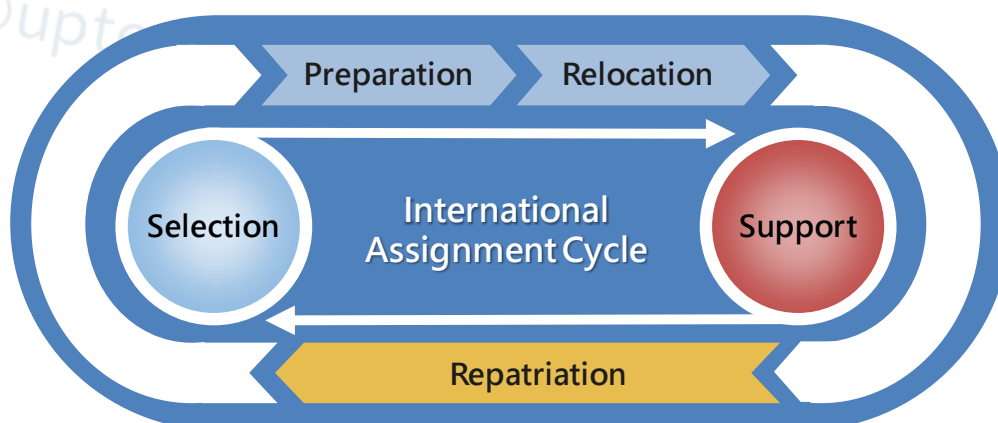 Preparation
Relocation
Selection
International
Assignment Cycle
Support
Repatriation